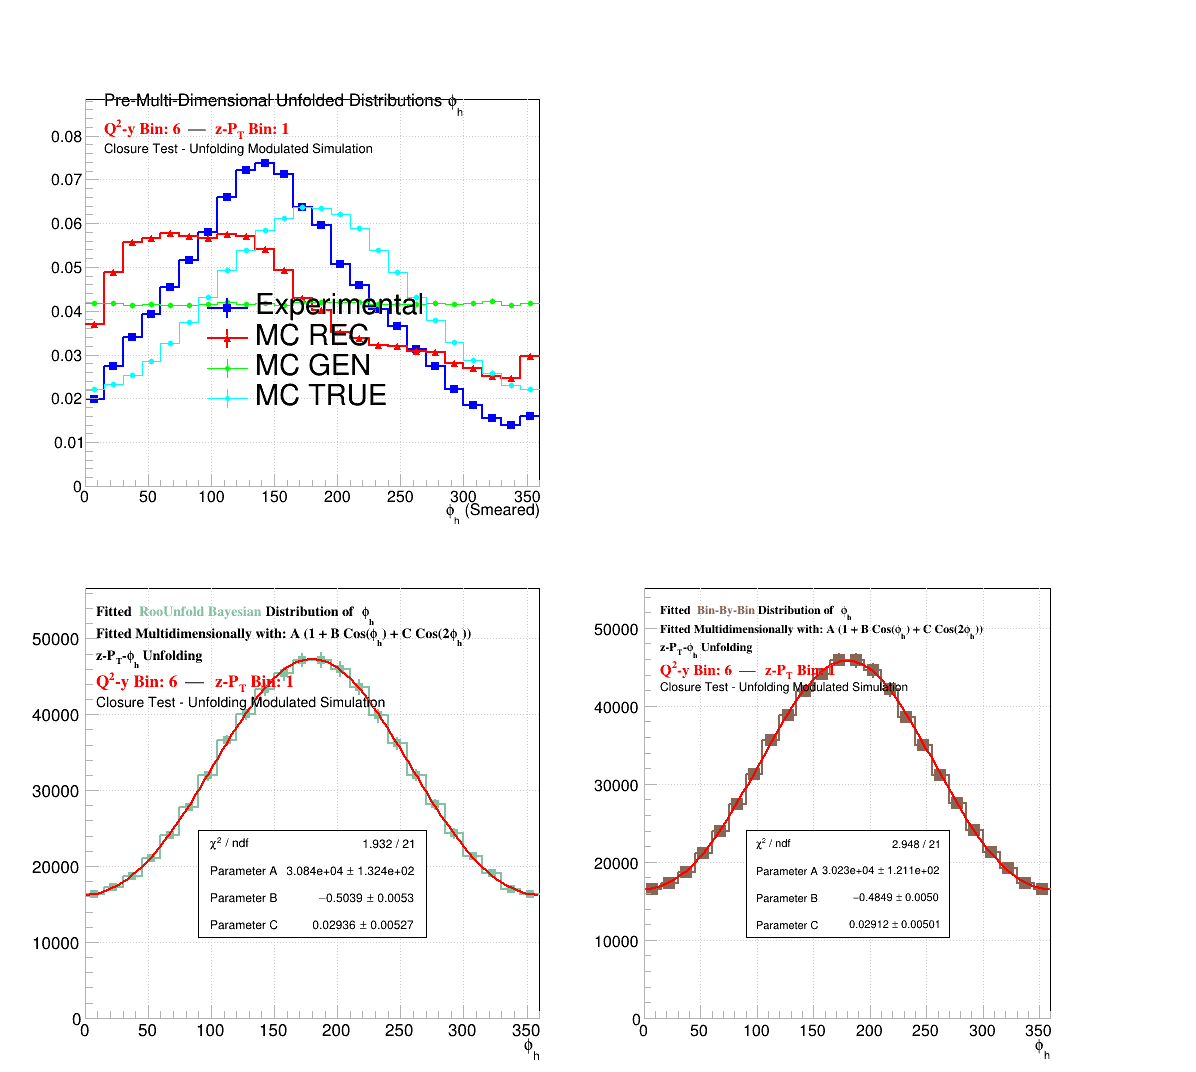 Pre-Multi-Dimensional Unfolded Distributions ϕh
Q²-y Bin: 6 — z-PT Bin: 1
Closure Test - Unfolding Modulated Simulation
0.08
0.07
0.06
0.05
0.04
0.03
0.02
0.01
0
Experimental
MC REC
MC GEN
MC TRUE
0 50 100 150 200 250 300 350
ϕh (Smeared)
Fitted RooUnfold Bayesian Distribution of ϕh
Fitted Multidimensionally with: A (1 + B Cos(ϕh) + C Cos(2ϕh))
z-PT-ϕh Unfolding
Q²-y Bin: 6 — z-PT Bin: 1
Closure Test - Unfolding Modulated Simulation
50000
40000
30000
20000
10000
0
χ² / ndf 1.932 / 21
Parameter A 3.084e+04 ± 1.324e+02
Parameter B −0.5039 ± 0.0053
Parameter C 0.02936 ± 0.00527
0 50 100 150 200 250 300 350
ϕh
Fitted Bin-By-Bin Distribution of ϕh
Fitted Multidimensionally with: A (1 + B Cos(ϕh) + C Cos(2ϕh))
z-PT-ϕh Unfolding
Q²-y Bin: 6 — z-PT Bin: 1
Closure Test - Unfolding Modulated Simulation
50000
40000
30000
20000
10000
0
χ² / ndf 2.948 / 21
Parameter A 3.023e+04 ± 1.211e+02
Parameter B −0.4849 ± 0.0050
Parameter C 0.02912 ± 0.00501
0 50 100 150 200 250 300 350
ϕh